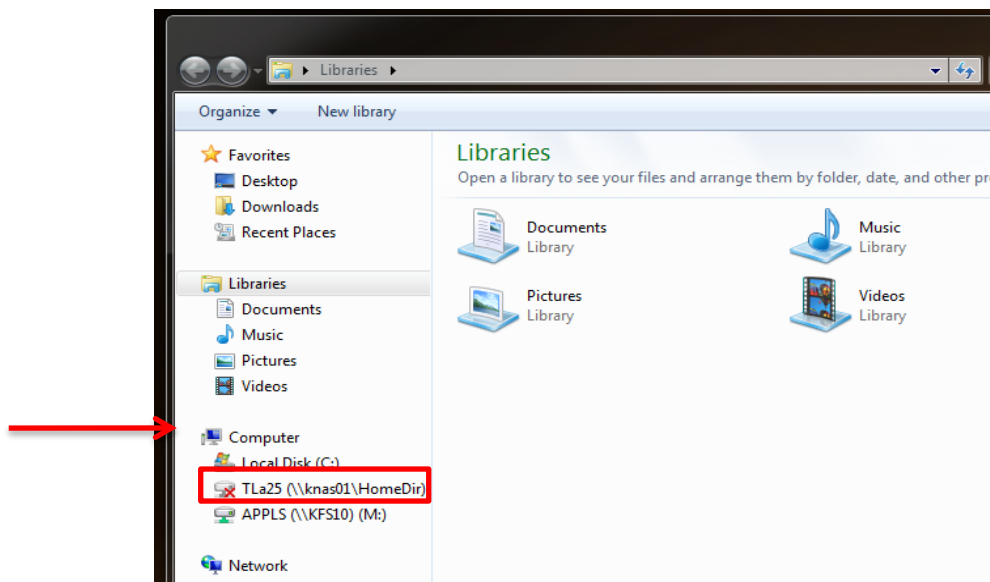 Libraries
Organize New library
Favorites
Desktop
Downloads
Recent Places
Libraries
Documents
Music
Pictures
Videos
Computer
Local Disk (C:)
TLa25 (\\knas01\HomeDir)
APPLS (\\KFS10) (M:)
Network
Libraries
Open a library to see your files and arrange them by folder, date, and other pr
Documents
Library
Music
Library
Pictures
Library
Videos
Library